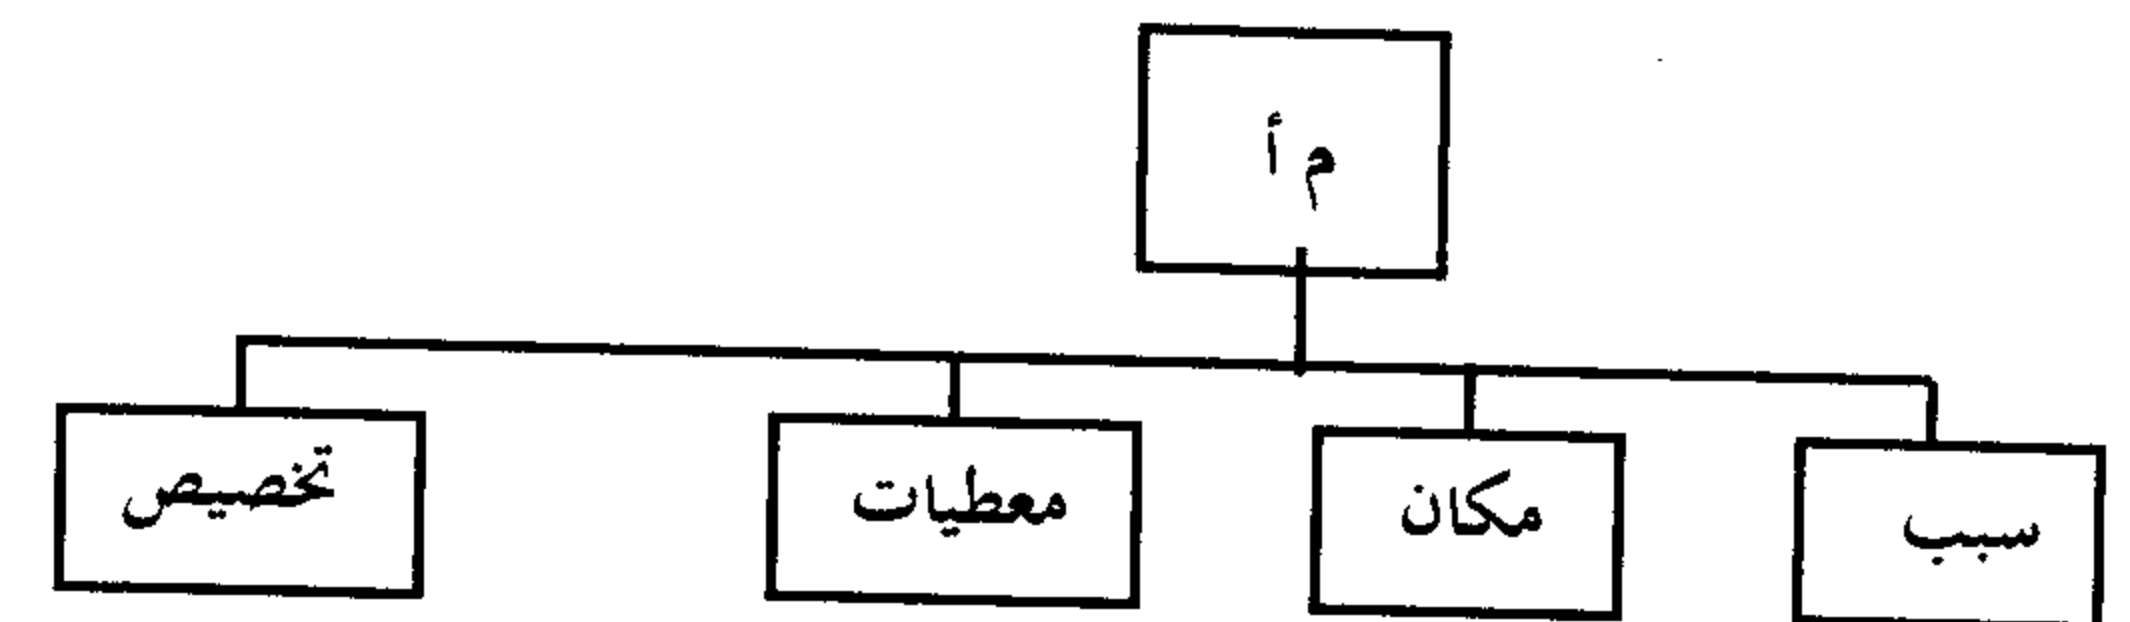 م أ
سبب
مكان
معطيات
تخصيص